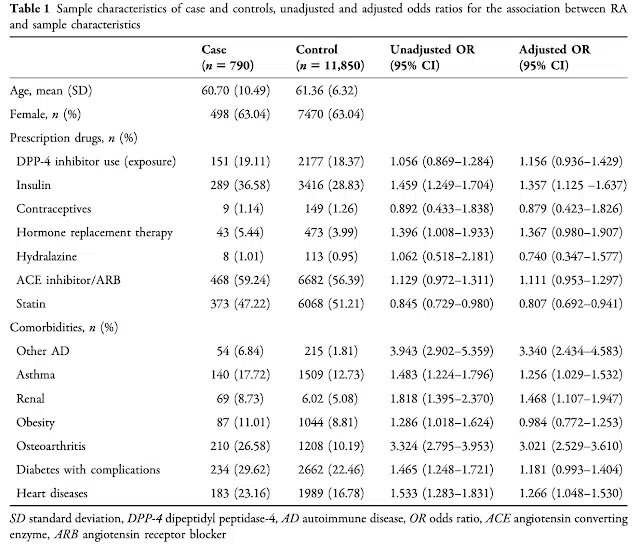 Table 1 Sample characteristics of case and controls, unadjusted and adjusted odds ratios for the association between RA
and sample characteristics
Case Control Unadjusted OR Adjusted OR
(n = 790) (n = 11,850) (95% CI) (95% CI)
Age, mean (SD) 60.70 (10.49) 61.36 (6.32)
Female, n (%) 498 (63.04) 7470 (63.04)
Prescription drugs, n (%)
DPP-4 inhibitor use (exposure) 151 (19.11) 2177 (18.37) 1.056 (0.869–1.284) 1.156 (0.936–1.429)
Insulin 289 (36.58) 3416 (28.83) 1.459 (1.249–1.704) 1.357 (1.125 –1.637)
Contraceptives 9 (1.14) 149 (1.26) 0.892 (0.433–1.838) 0.879 (0.423–1.826)
Hormone replacement therapy 43 (5.44) 473 (3.99) 1.396 (1.008–1.933) 1.367 (0.980–1.907)
Hydralazine 8 (1.01) 113 (0.95) 1.062 (0.518–2.181) 0.740 (0.347–1.577)
ACE inhibitor/ARB 468 (59.24) 6682 (56.39) 1.129 (0.972–1.311) 1.111 (0.953–1.297)
Statin 373 (47.22) 6068 (51.21) 0.845 (0.729–0.980) 0.807 (0.692–0.941)
Comorbidities, n (%)
Other AD 54 (6.84) 215 (1.81) 3.943 (2.902–5.359) 3.340 (2.434–4.583)
Asthma 140 (17.72) 1509 (12.73) 1.483 (1.224–1.796) 1.256 (1.029–1.532)
Renal 69 (8.73) 6.02 (5.08) 1.818 (1.395–2.370) 1.468 (1.107–1.947)
Obesity 87 (11.01) 1044 (8.81) 1.286 (1.018–1.624) 0.984 (0.772–1.253)
Osteoarthritis 210 (26.58) 1208 (10.19) 3.324 (2.795–3.953) 3.021 (2.529–3.610)
Diabetes with complications 234 (29.62) 2662 (22.46) 1.465 (1.248–1.721) 1.181 (0.993–1.404)
Heart diseases 183 (23.16) 1989 (16.78) 1.533 (1.283–1.831) 1.266 (1.048–1.530)
SD standard deviation, DPP-4 dipeptidyl peptidase-4, AD autoimmune disease, OR odds ratio, ACE angiotensin converting
enzyme, ARB angiotensin receptor blocker